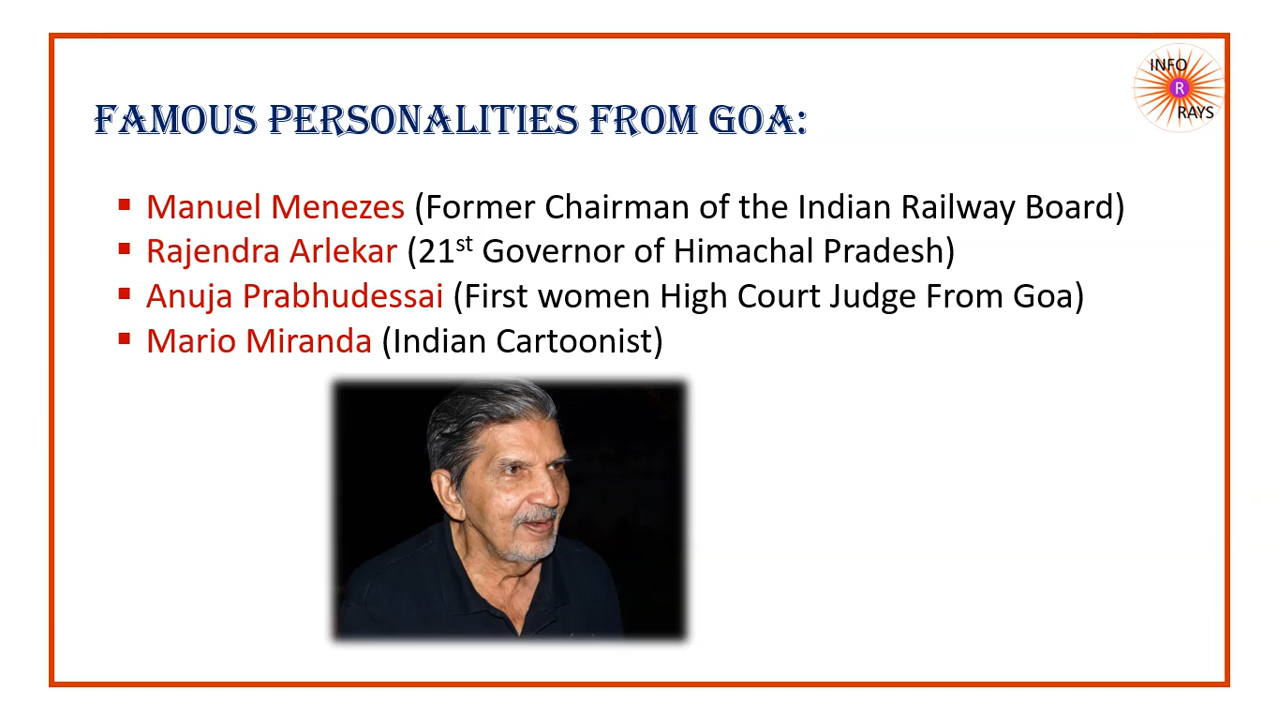 FAMOUS PERSONALITIES FROM GOA:
INFO
R
RAYS
▪ Manuel Menezes (Former Chairman of the Indian Railway Board)
▪ Rajendra Arlekar (21st Governor of Himachal Pradesh)
▪ Anuja Prabhudessai (First women High Court Judge From Goa)
▪ Mario Miranda (Indian Cartoonist)